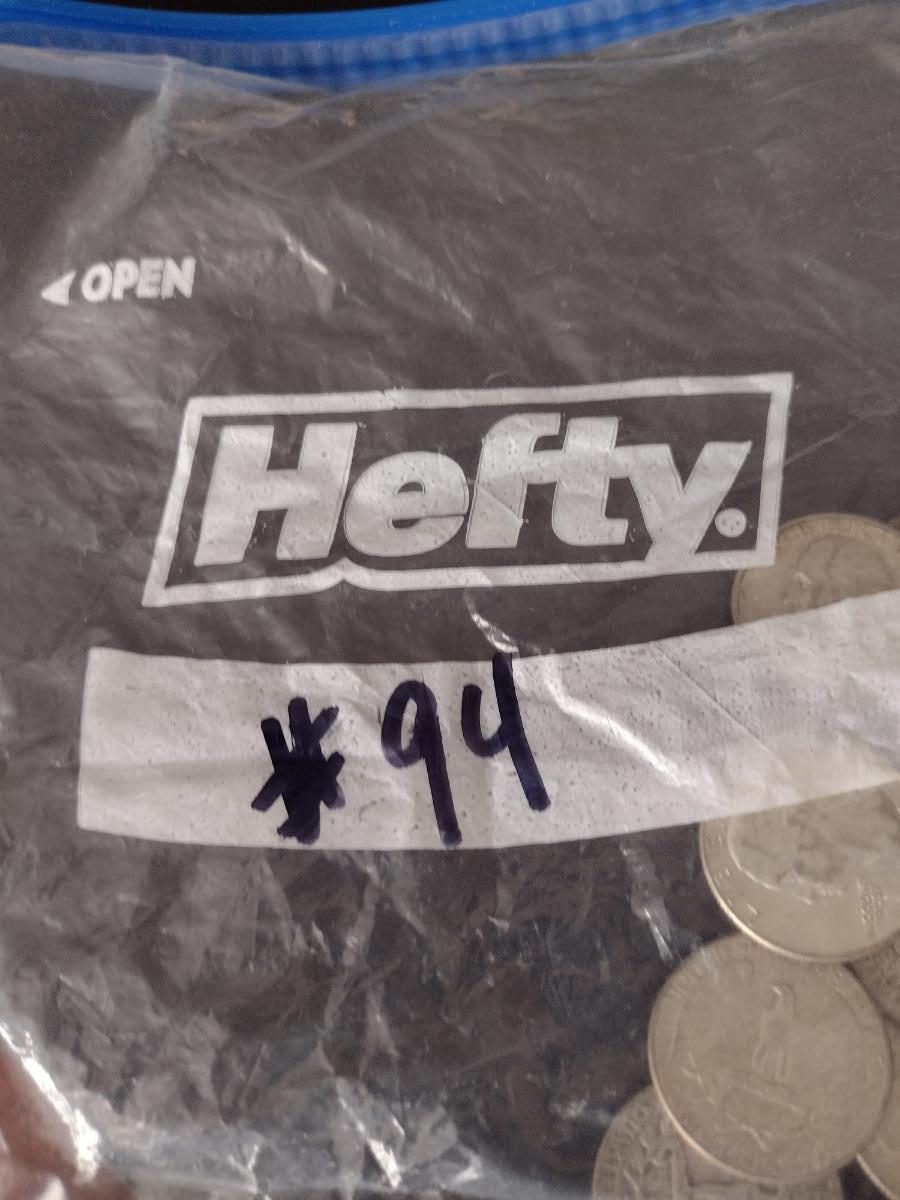 ◀ OPEN
Hefty.
#94